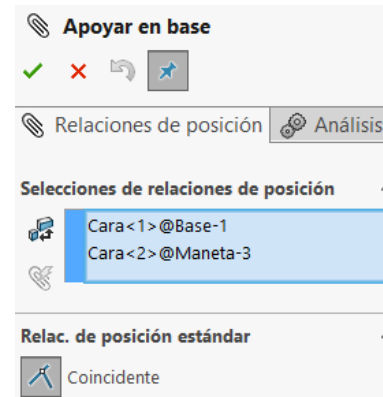 Apoyar en base
Relaciones de posición Análisis
Selecciones de relaciones de posición
Cara<1>@Base-1
Cara<2>@Maneta-3
Relac. de posición estándar
Coincidente